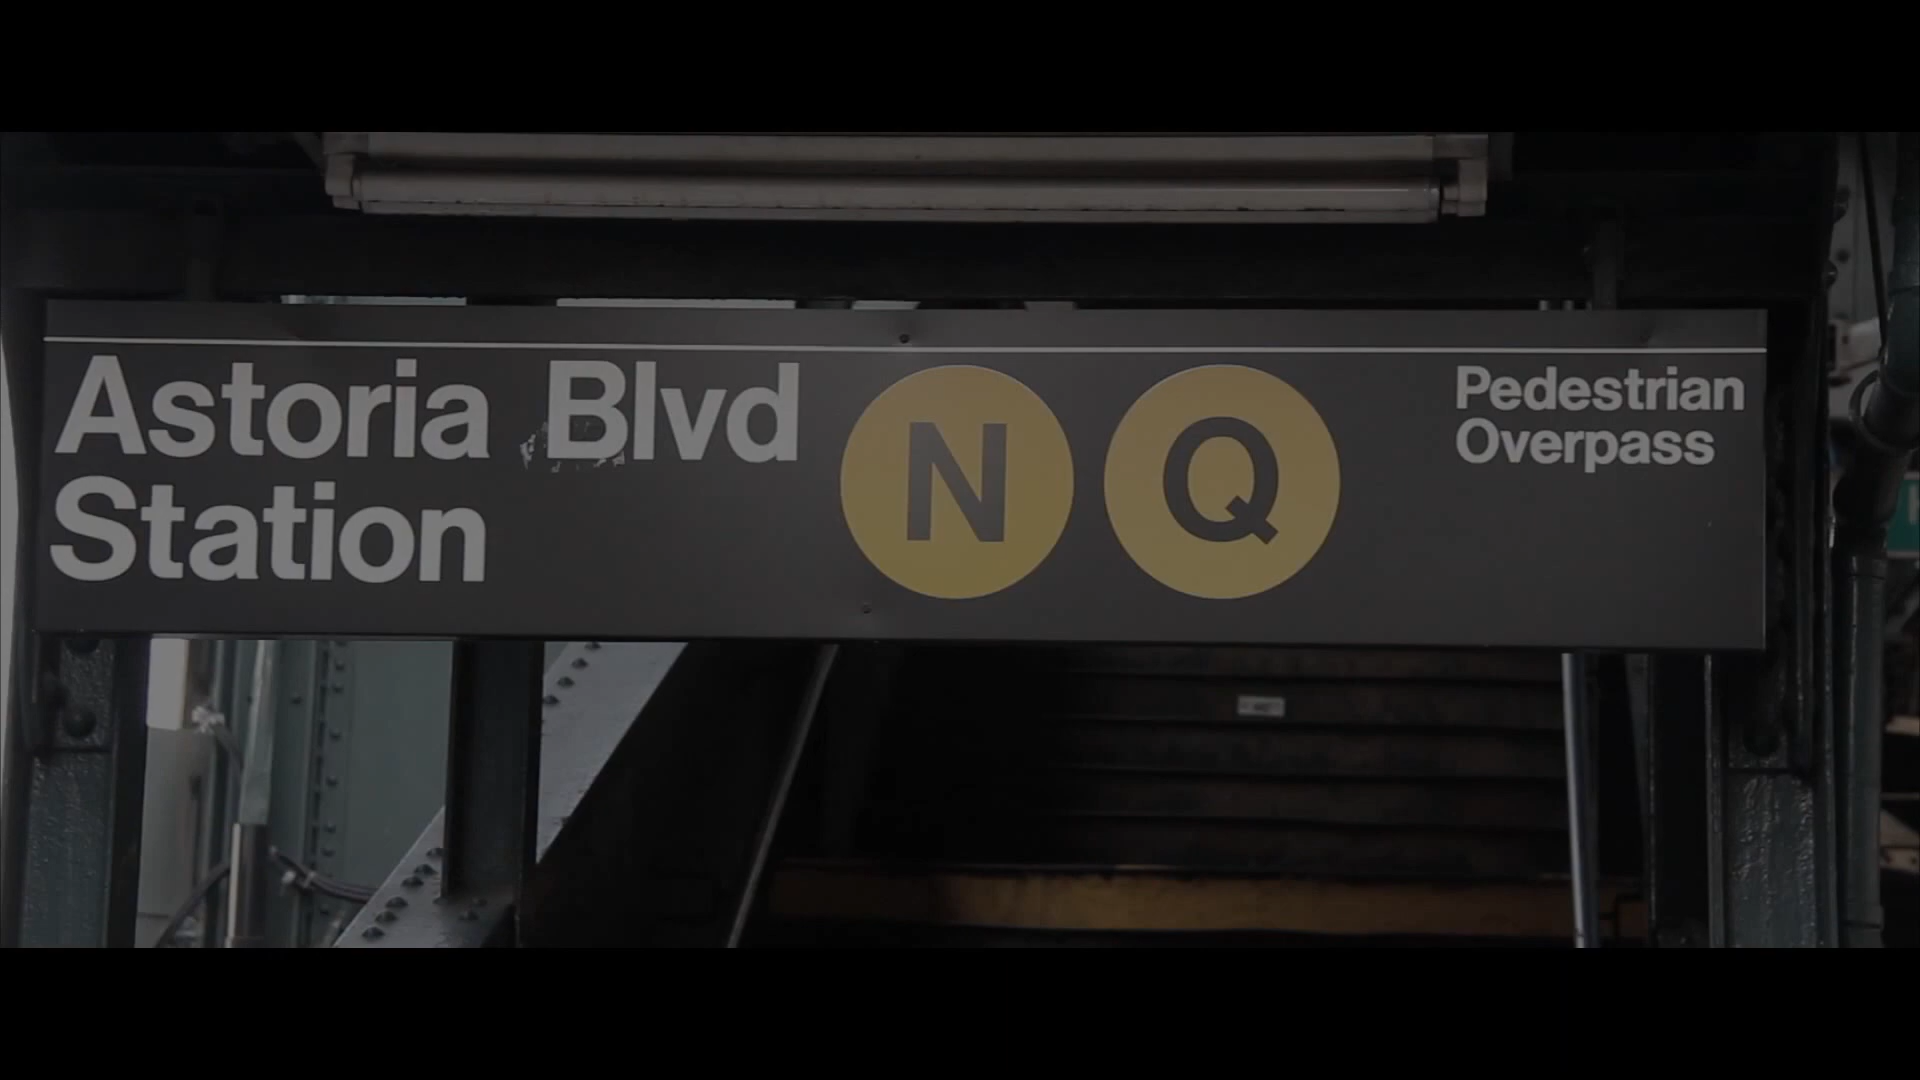 Astoria Blvd
Station
N Q
Pedestrian
Overpass